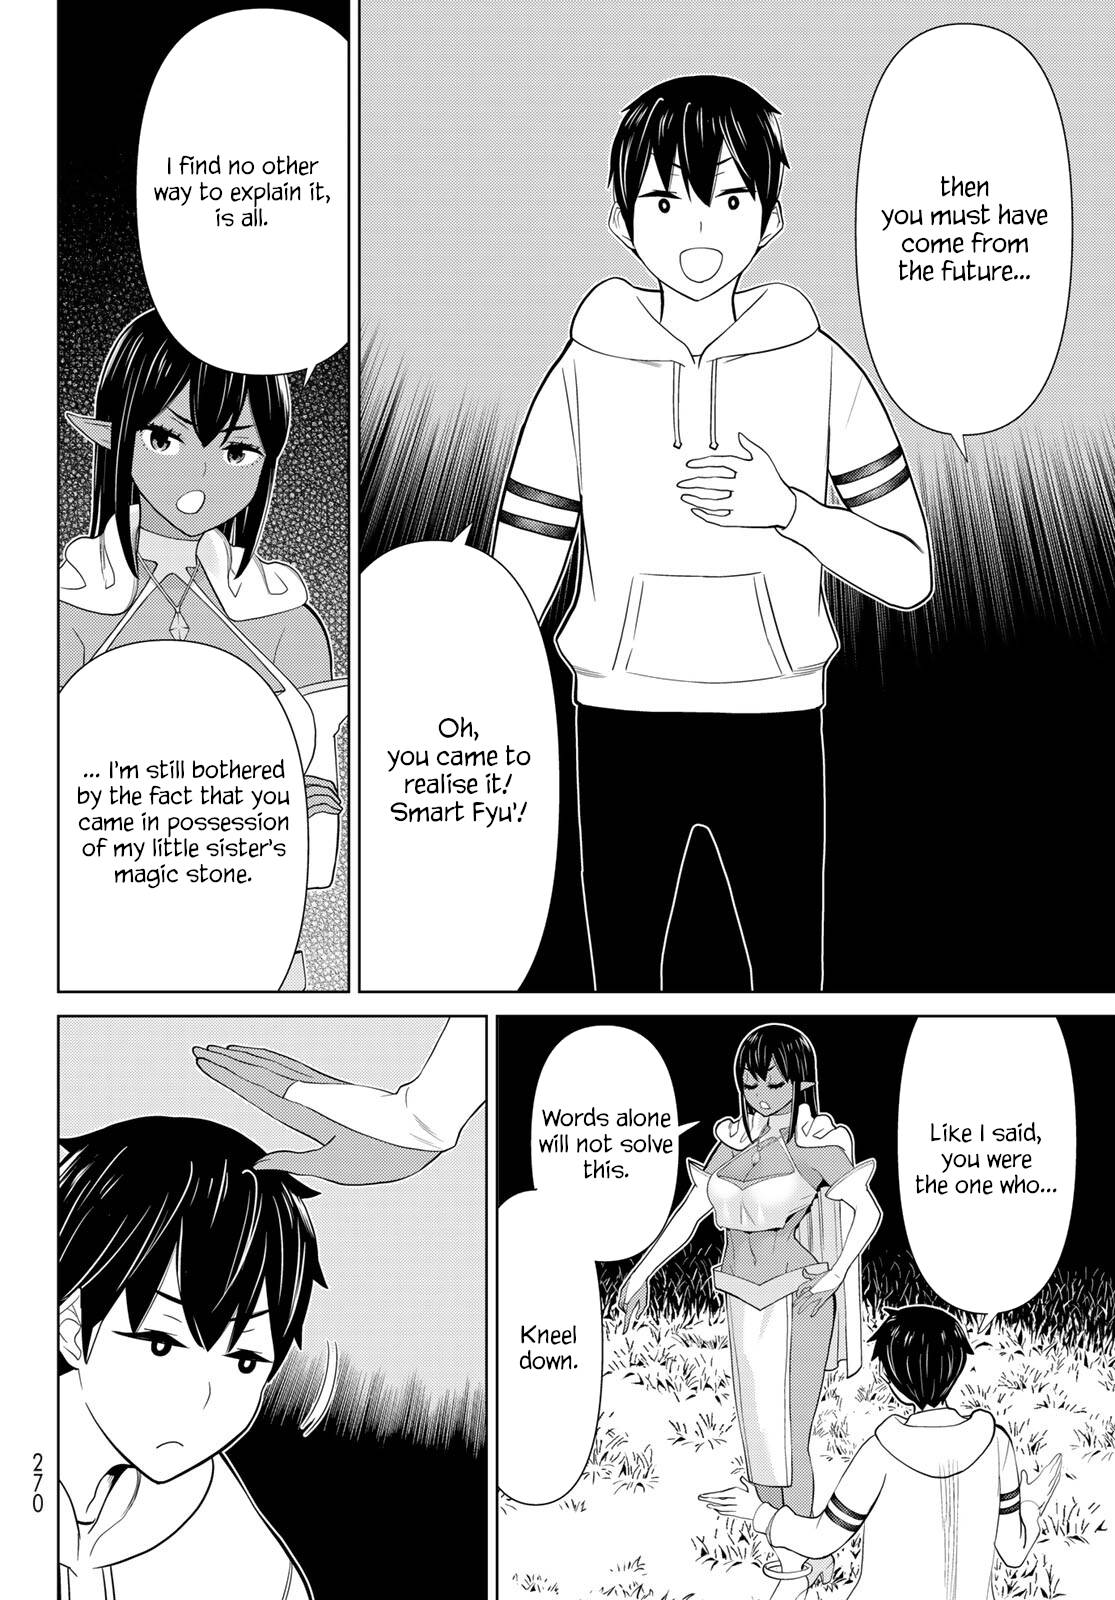 then
you must have
come from
the future...
Oh,
you came to
realise it!
Smart Fyu'!
I find no other
way to explain it,
is all.
... I'm still bothered
by the fact that you
came in possession
of my little sister's
magic stone.
Like I said,
you were
the one who...
Words alone
will not solve
this.
Kneel
down.
270